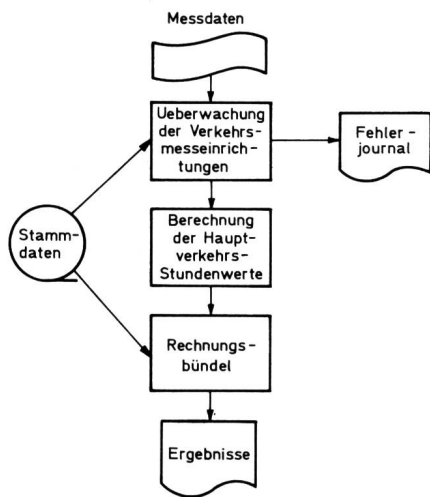 Messdaten
Ueberwachung
der Verkehrs-
messeinrich-
tungen
Fehler-
journal
Stamm-
daten
Berechnung
der Haupt-
verkehrs-
Stundenwerte
Rechnungs-
bündel
Ergebnisse